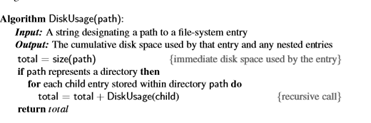 Algorithm DiskUsage(path):
Input: A string designating a path to a file-system entry
Output: The cumulative disk space used by that entry and any nested entries
total = size(path) {immediate disk space used by the entry}
if path represents a directory then
for each child entry stored within directory path do
total = total + DiskUsage(child) {recursive call}
return total